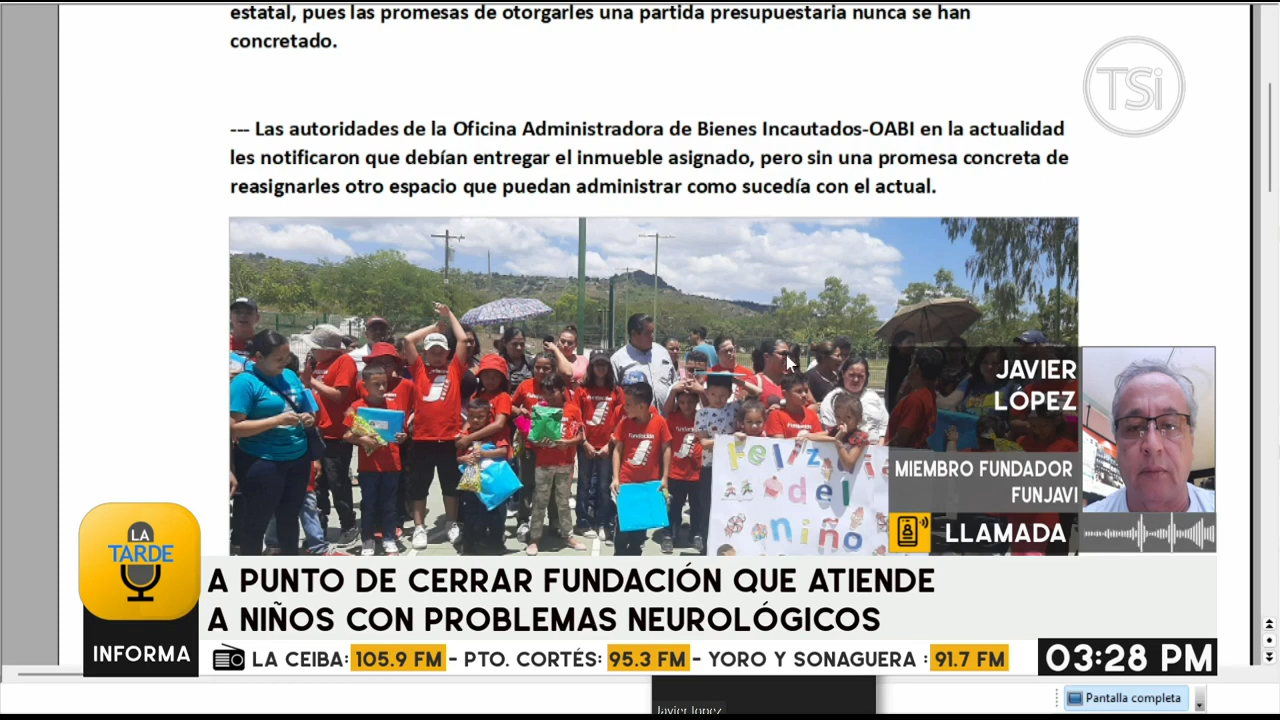 estatal, pues las promesas de otorgarles una partida presupuestaria nunca se han
concretado.
TSi
--- Las autoridades de la Oficina Administradora de Bienes Incautados-OABI en la actualidad
les notificaron que debían entregar el inmueble asignado, pero sin una promesa concreta de
reasignarles otro espacio que puedan administrar como sucedía con el actual.
Feliz
del
niño
JAVIER
LÓPEZ
MIEMBRO FUNDADOR
FUNJAVI
LLAMADA
LA
TARDE
INFORMA
A PUNTO DE CERRAR FUNDACIÓN QUE ATIENDE
A NIÑOS CON PROBLEMAS NEUROLÓGICOS
LA CEIBA: 105.9 FM - PTO. CORTÉS: 95.3 FM - YORO Y SONAGUERA : 91.7 FM
03:28 PM
Pantalla completa
Javier lopez